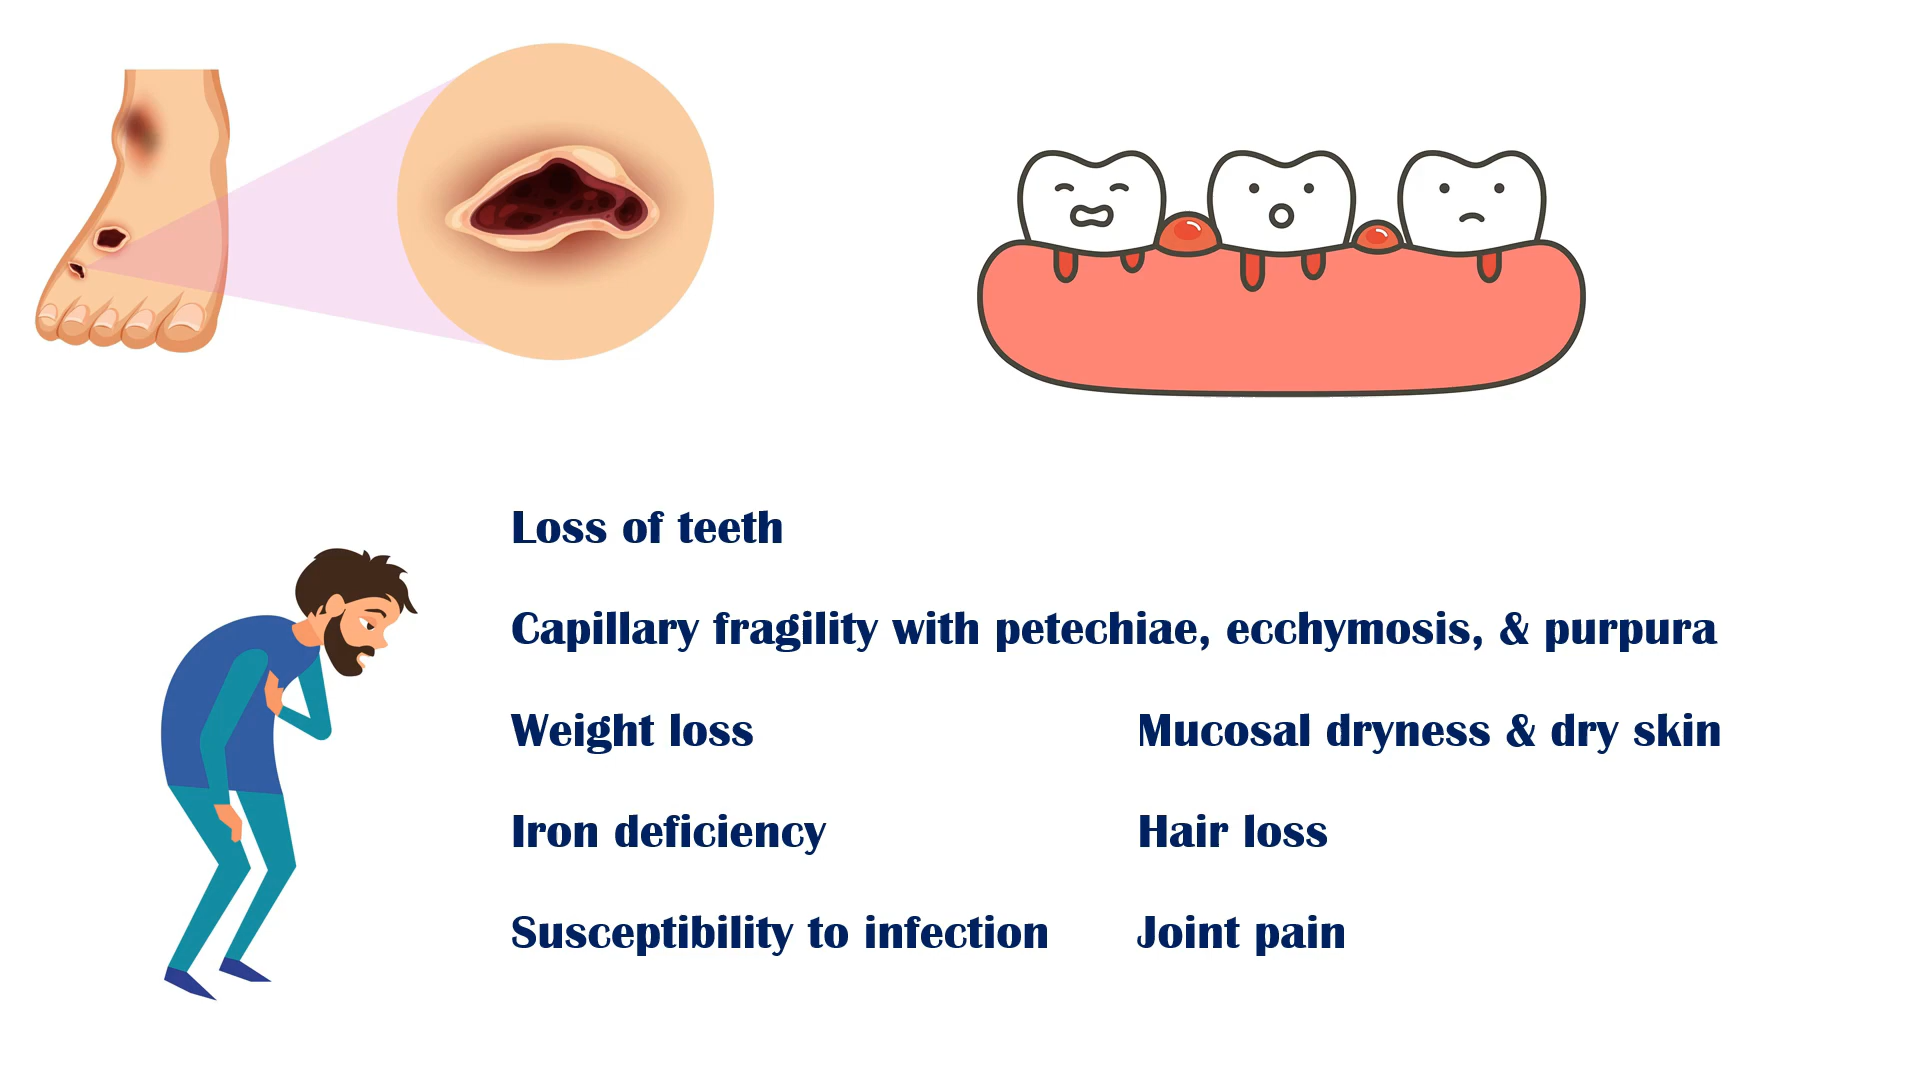 Loss of teeth
Capillary fragility with petechiae, ecchymosis, & purpura
Weight loss
Mucosal dryness & dry skin
Iron deficiency
Hair loss
Susceptibility to infection
Joint pain